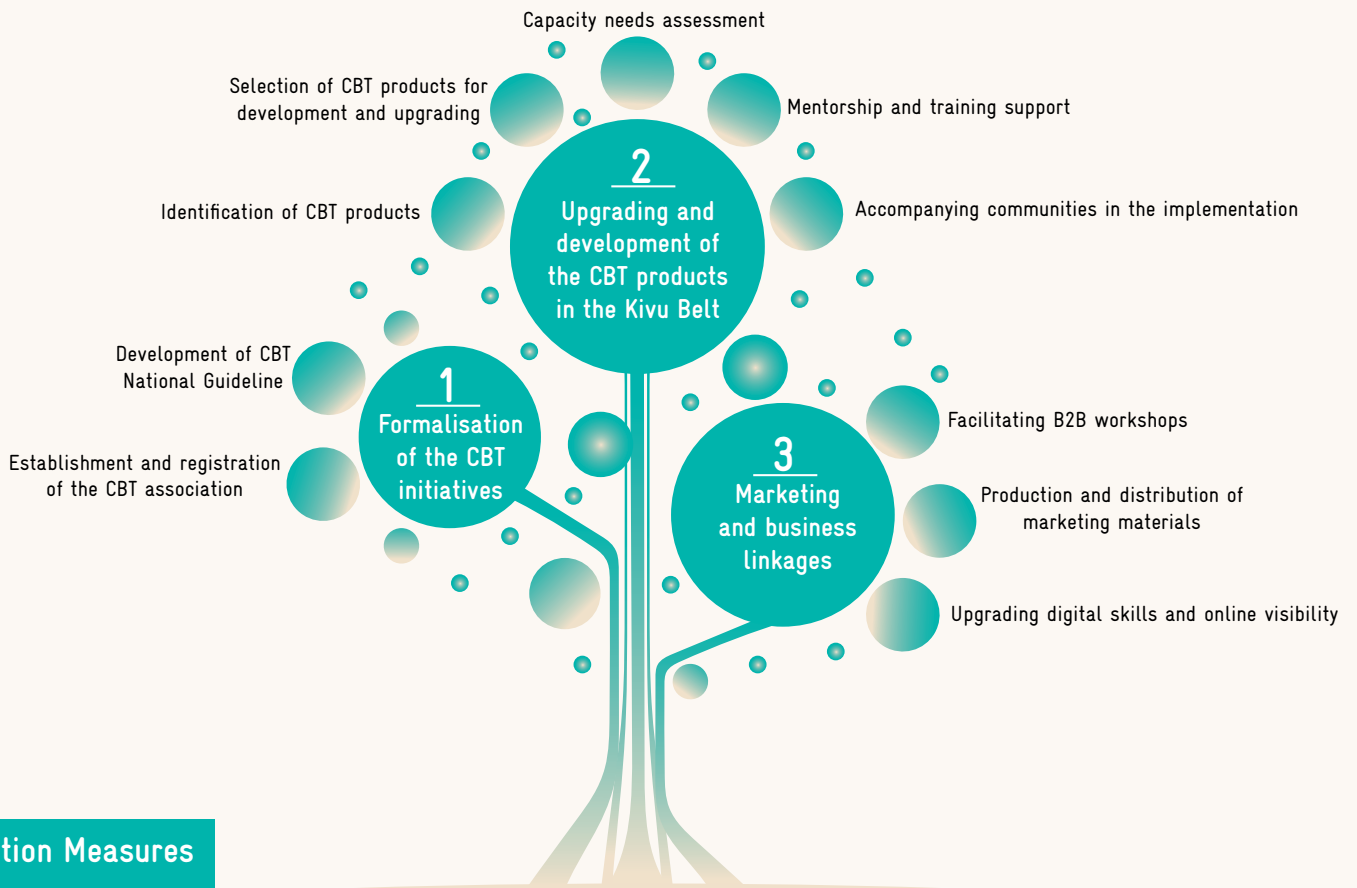 Capacity needs assessment
Selection of CBT products for
development and upgrading
Mentorship and training support
Identification of CBT products
Accompanying communities in the implementation
2
Upgrading and
development of
the CBT products
in the Kivu Belt
Development of CBT
National Guideline
Establishment and registration
of the CBT association
1
Formalisation
of the CBT
initiatives
3
Marketing
and business
linkages
Facilitating B2B workshops
Production and distribution of
marketing materials
Upgrading digital skills and online visibility
tion Measures